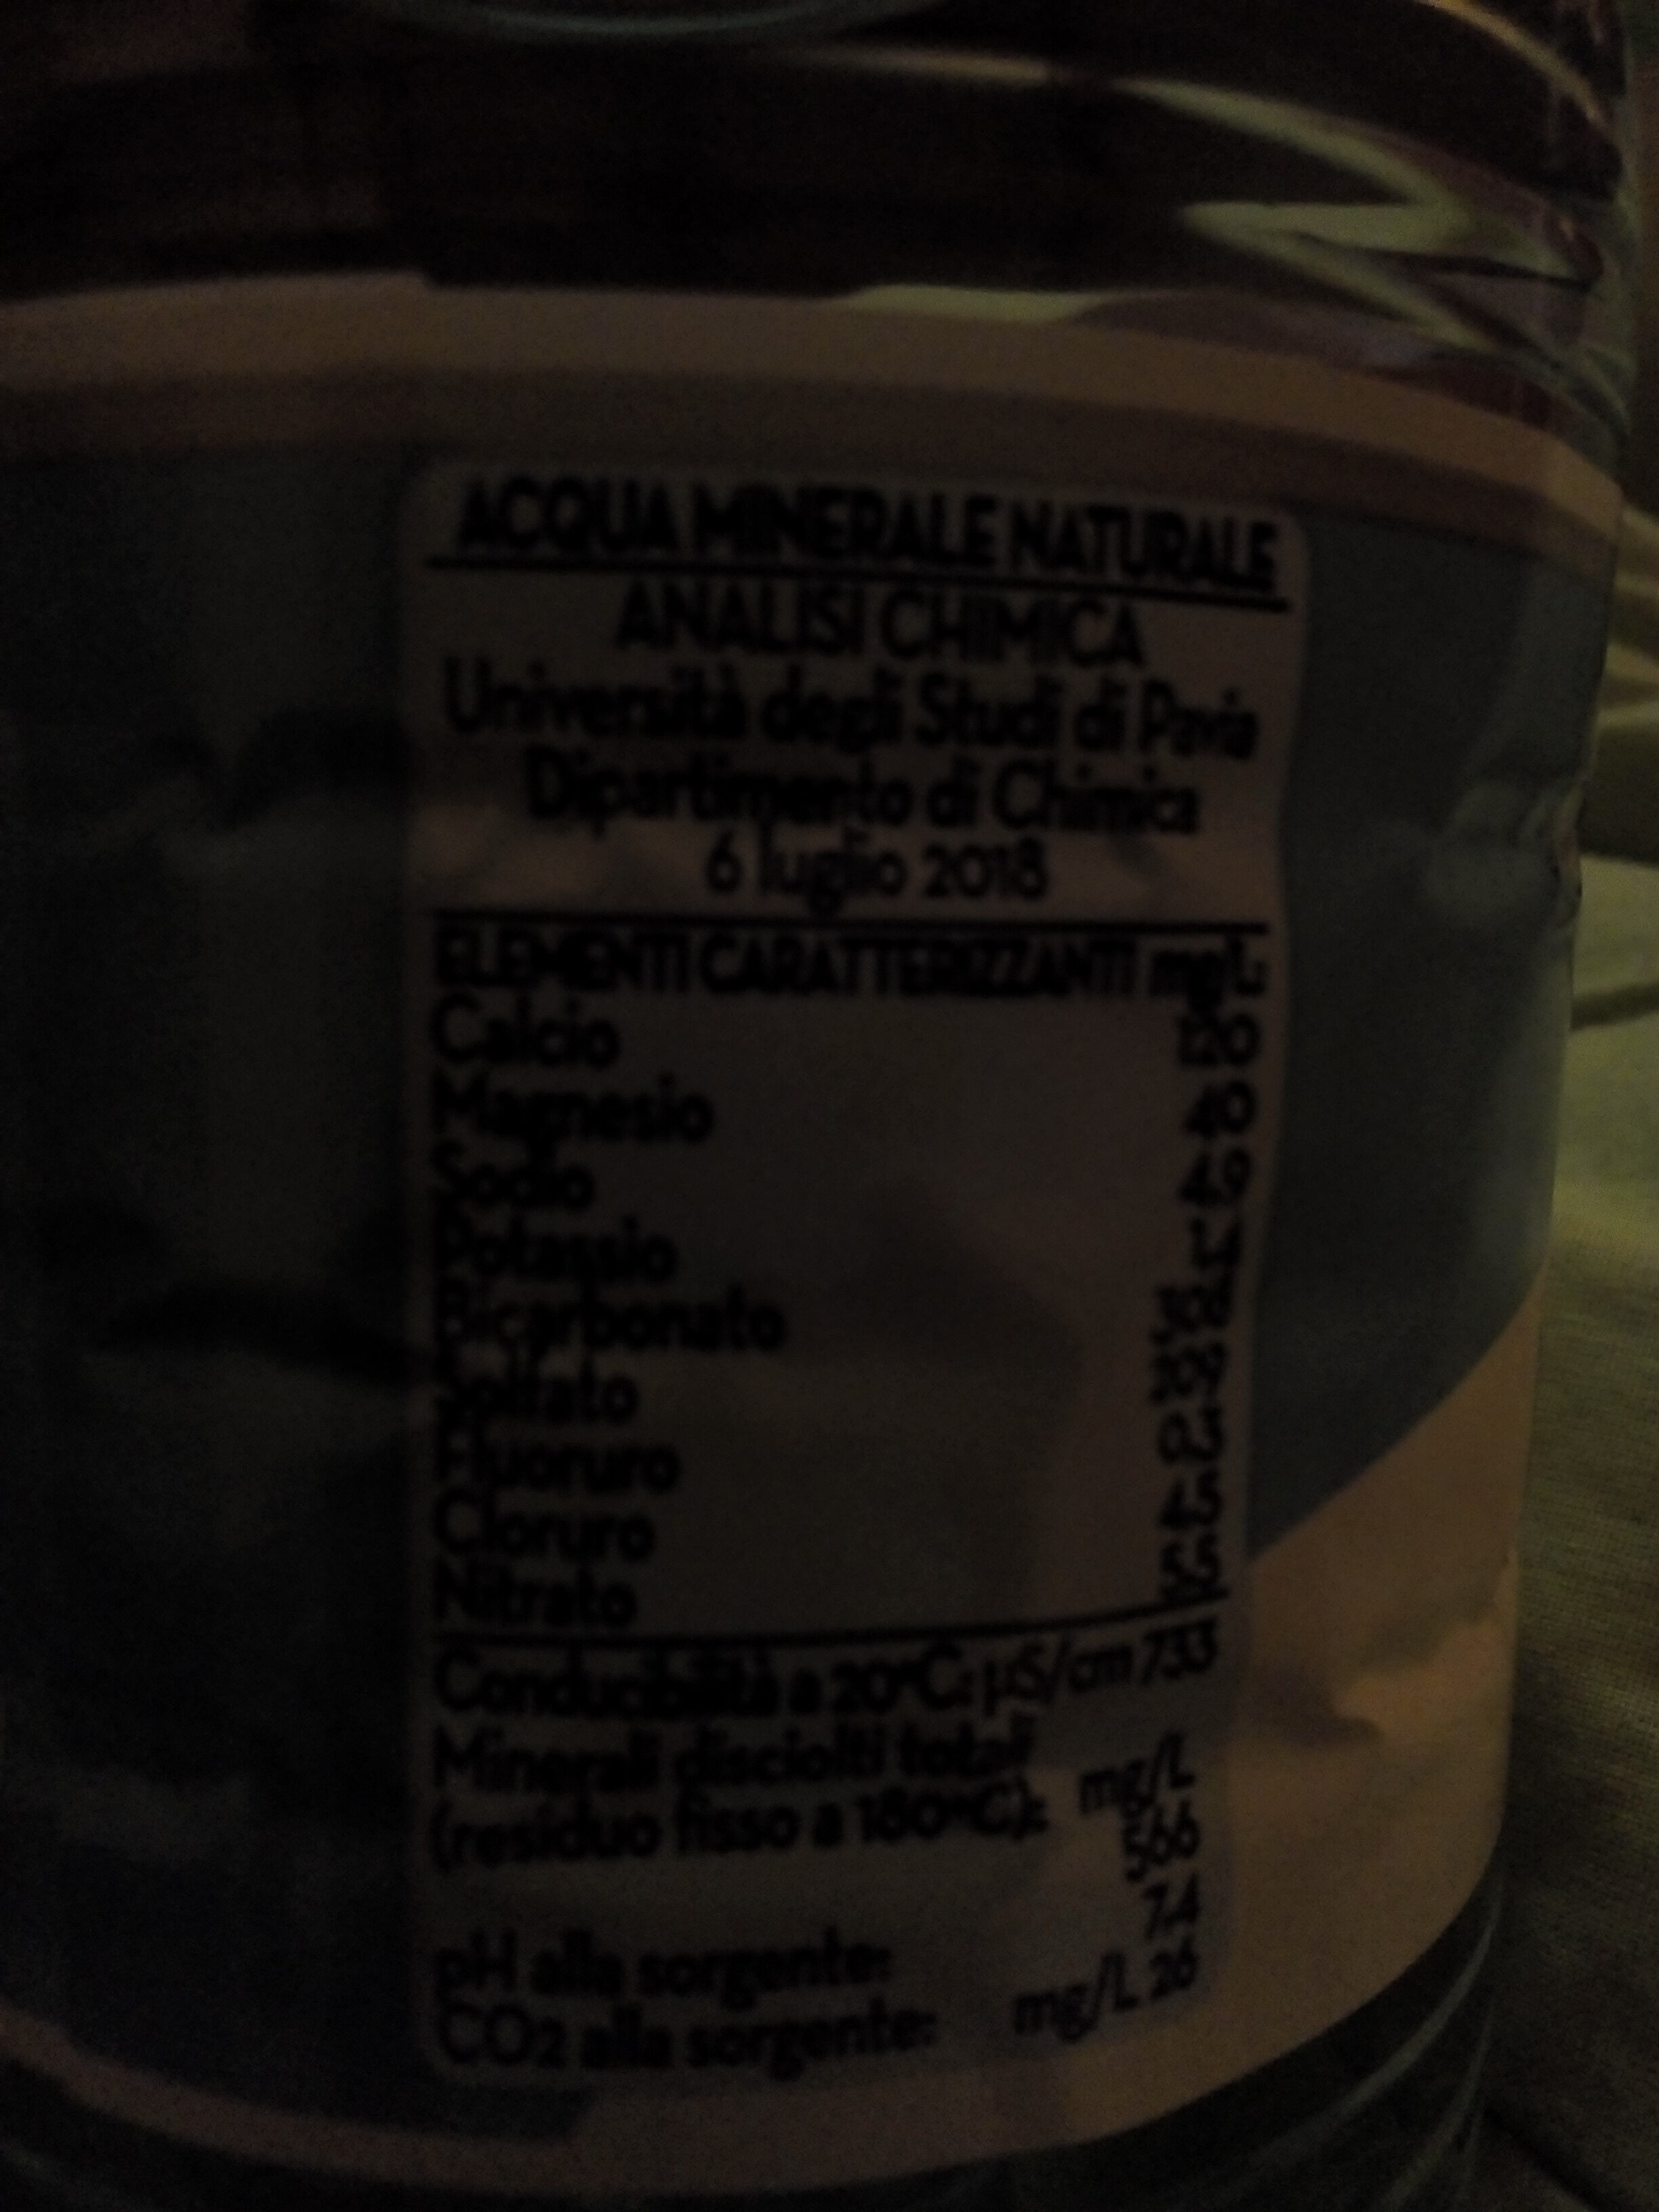 ACQUA MINERALE NATURALE
ANALISI CHIMICA
Università degli Studi di Pavia
Dipartimento di Chimica
6 luglio 2018
ELEMENTI CARATTERIZZANTI mg/L:
Calcio 120
Magnesio 40
Sodio 4.9
Potassio
Bicarbonato
Solfato
Fluoruro
Cloruro 4.5
Nitrato 5.5
Conducibilità a 20°C: µS/cm 733
Minerali disciolti totali
(residuo fisso a 180°C): mg/L
566
pH alla sorgente: 7.4
CO2 alla sorgente: mg/L 26